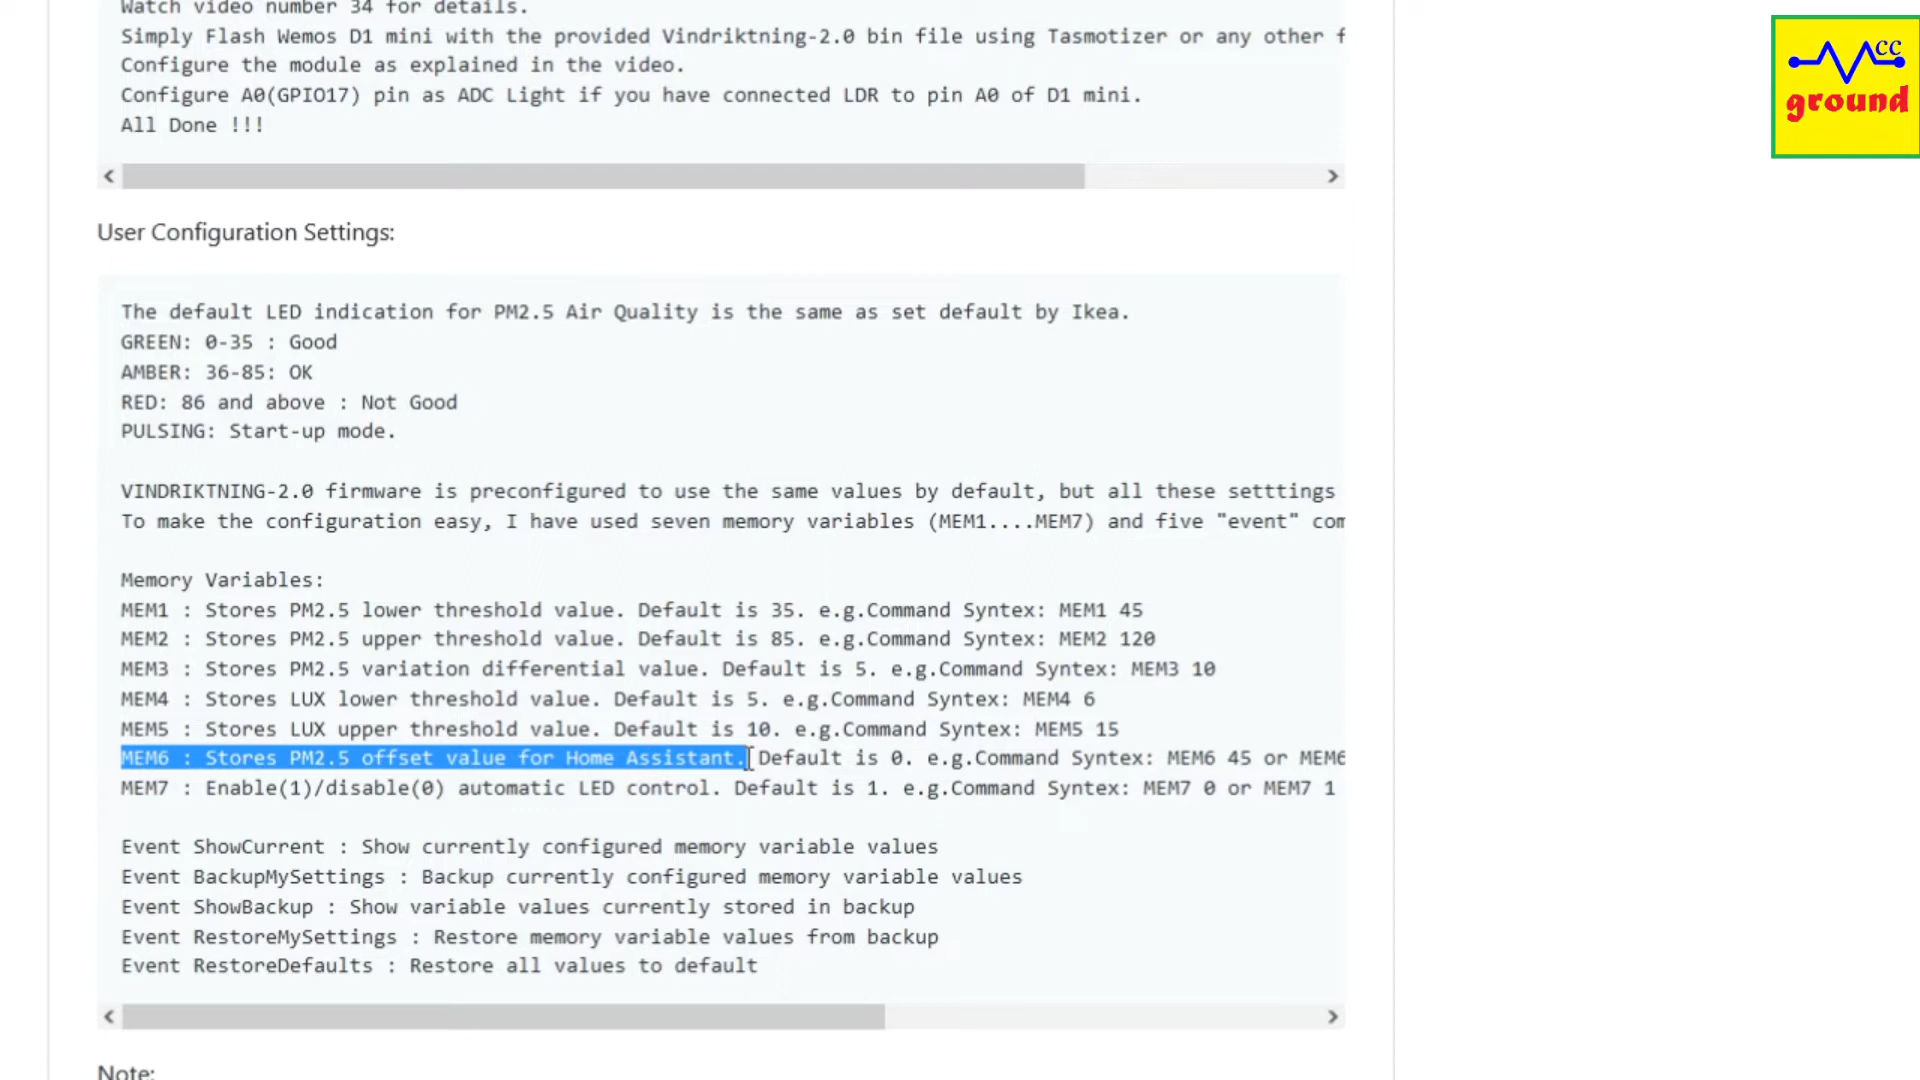 Watch video number 34 for details.
Simply Flash Wemos D1 mini with the provided Vindriktning-2.0 bin file using Tasmotizer or any other f
Configure the module as explained in the video.
Configure A0(GPIO17) pin as ADC Light if you have connected LDR to pin A0 of D1 mini.
All Done !!!
User Configuration Settings:
The default LED indication for PM2.5 Air Quality is the same as set default by Ikea.
GREEN: 0-35 : Good
AMBER: 36-85: OK
RED: 86 and above : Not Good
PULSING: Start-up mode.
VINDRIKTNING-2.0 firmware is preconfigured to use the same values by default, but all these setttings
To make the configuration easy, I have used seven memory variables (MEM1....MEM7) and five "event" com
Memory Variables:
MEM1 : Stores PM2.5 lower threshold value. Default is 35. e.g.Command Syntex: MEM1 45
MEM2 : Stores PM2.5 upper threshold value. Default is 85. e.g.Command Syntex: MEM2 120
MEM3 : Stores PM2.5 variation differential value. Default is 5. e.g.Command Syntex: MEM3 10
MEM4 : Stores LUX lower threshold value. Default is 5. e.g.Command Syntex: MEM4 6
MEM5 : Stores LUX upper threshold value. Default is 10. e.g.Command Syntex: MEM5 15
MEM6 : Stores PM2.5 offset value for Home Assistant. Default is 0. e.g.Command Syntex: MEM6 45 or MEM6
MEM7 : Enable(1)/disable(0) automatic LED control. Default is 1. e.g.Command Syntex: MEM7 0 or MEM7 1
Event ShowCurrent : Show currently configured memory variable values
Event BackupMySettings : Backup currently configured memory variable values
Event ShowBackup : Show variable values currently stored in backup
Event RestoreMySettings : Restore memory variable values from backup
Event RestoreDefaults : Restore all values to default
Note:
CC
ground